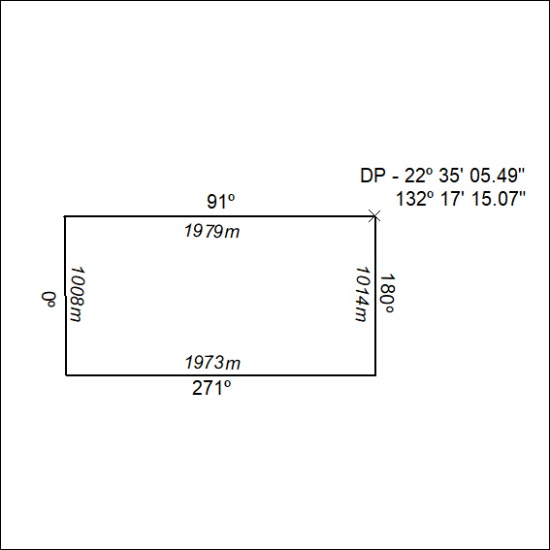 DP - 22º 35' 05.49"
132º 17' 15.07"
91º
1979m
0º
1008m
1014m
180º
1973m
271º